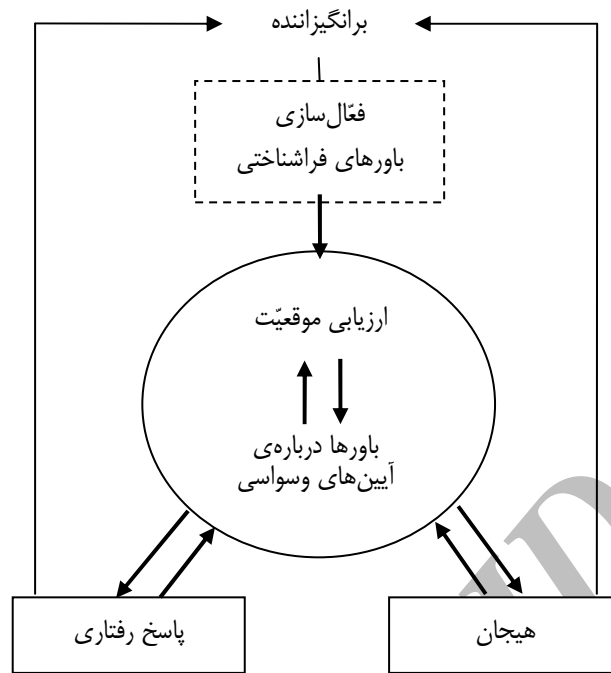 برانگیزاننده
فعّال‌سازی
باورهای فراشناختی
ارزیابی موقعیّت
باورها درباره‌ی
آیین‌های وسواسی
هیجان
پاسخ رفتاری